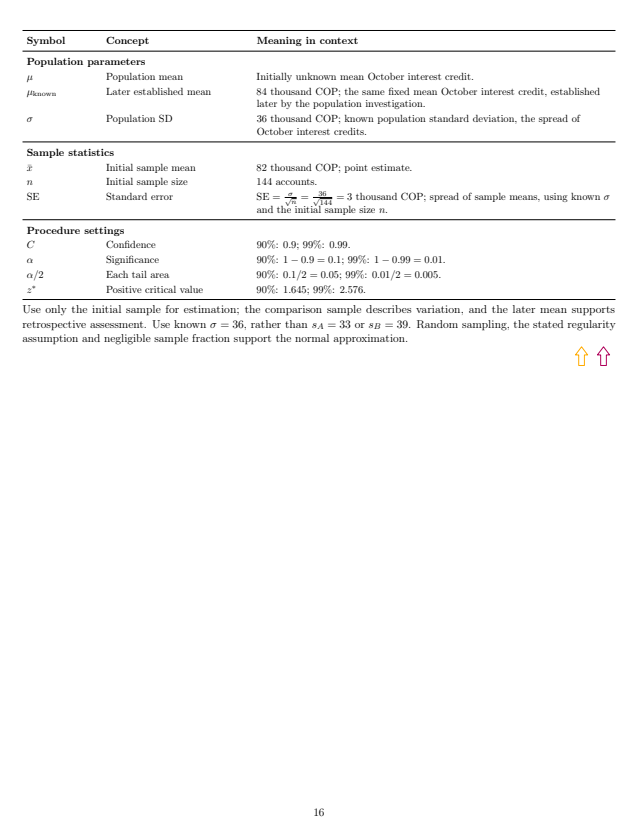 Symbol Concept Meaning in context
Population parameters
μ Population mean Initially unknown mean October interest credit.
μknown Later established mean 84 thousand COP; the same fixed mean October interest credit, established
later by the population investigation.
σ Population SD 36 thousand COP; known population standard deviation, the spread of
October interest credits.
Sample statistics
x̄ Initial sample mean 82 thousand COP; point estimate.
n Initial sample size 144 accounts.
SE Standard error SE = σ/√n = 36/√144 = 3 thousand COP; spread of sample means, using known σ
and the initial sample size n.
Procedure settings
C Confidence 90%: 0.9; 99%: 0.99.
α Significance 90%: 1 − 0.9 = 0.1; 99%: 1 − 0.99 = 0.01.
α/2 Each tail area 90%: 0.1/2 = 0.05; 99%: 0.01/2 = 0.005.
z* Positive critical value 90%: 1.645; 99%: 2.576.
Use only the initial sample for estimation; the comparison sample describes variation, and the later mean supports
retrospective assessment. Use known σ = 36, rather than sA = 33 or sB = 39. Random sampling, the stated regularity
assumption and negligible sample fraction support the normal approximation.
16